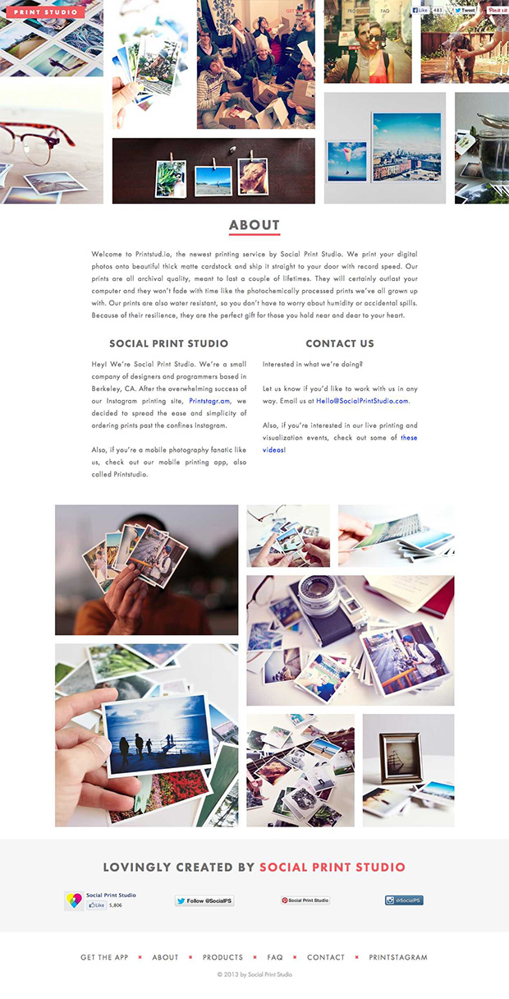 PRINT STUDIO
GET
PRODUCTS
FAQ
Like
483
Tweet
Pin it
ABOUT
Welcome to Printstud.io, the newest printing service by Social Print Studio. We print your digital
photos onto beautiful thick matte cardstock and ship it straight to your door with record speed. Our
prints are all archival quality, meant to last a couple of lifetimes. They will certainly outlast your
computer and they won't fade with time like the photochemically processed prints we've all grown up
with. Our prints are also water resistant, so you don't have to worry about humidity or accidental spills.
Because of their resilience, they are the perfect gift for those you hold near and dear to your heart.
SOCIAL PRINT STUDIO
Hey! We're Social Print Studio. We're a small
company of designers and programmers based in
Berkeley, CA. After the overwhelming success of
our Instagram printing site, Printstagr.am, we
decided to spread the ease and simplicity of
ordering prints past the confines Instagram.
Also, if you're a mobile photography fanatic like
us, check out our mobile printing app, also
called Printstudio.
CONTACT US
Interested in what we're doing?
Let us know if you'd like to work with us in any
way. Email us at Hello@SocialPrintStudio.com.
Also, if you're interested in our live printing and
visualization events, check out some of these
videos!
LOVINGLY CREATED BY SOCIAL PRINT STUDIO
Social Print Studio
Like
5,806
Follow @SocialPS
Social Print Studio
@SocialPS
GET THE APP × ABOUT × PRODUCTS × FAQ × CONTACT × PRINTSTAGRAM
© 2013 by Social Print Studio